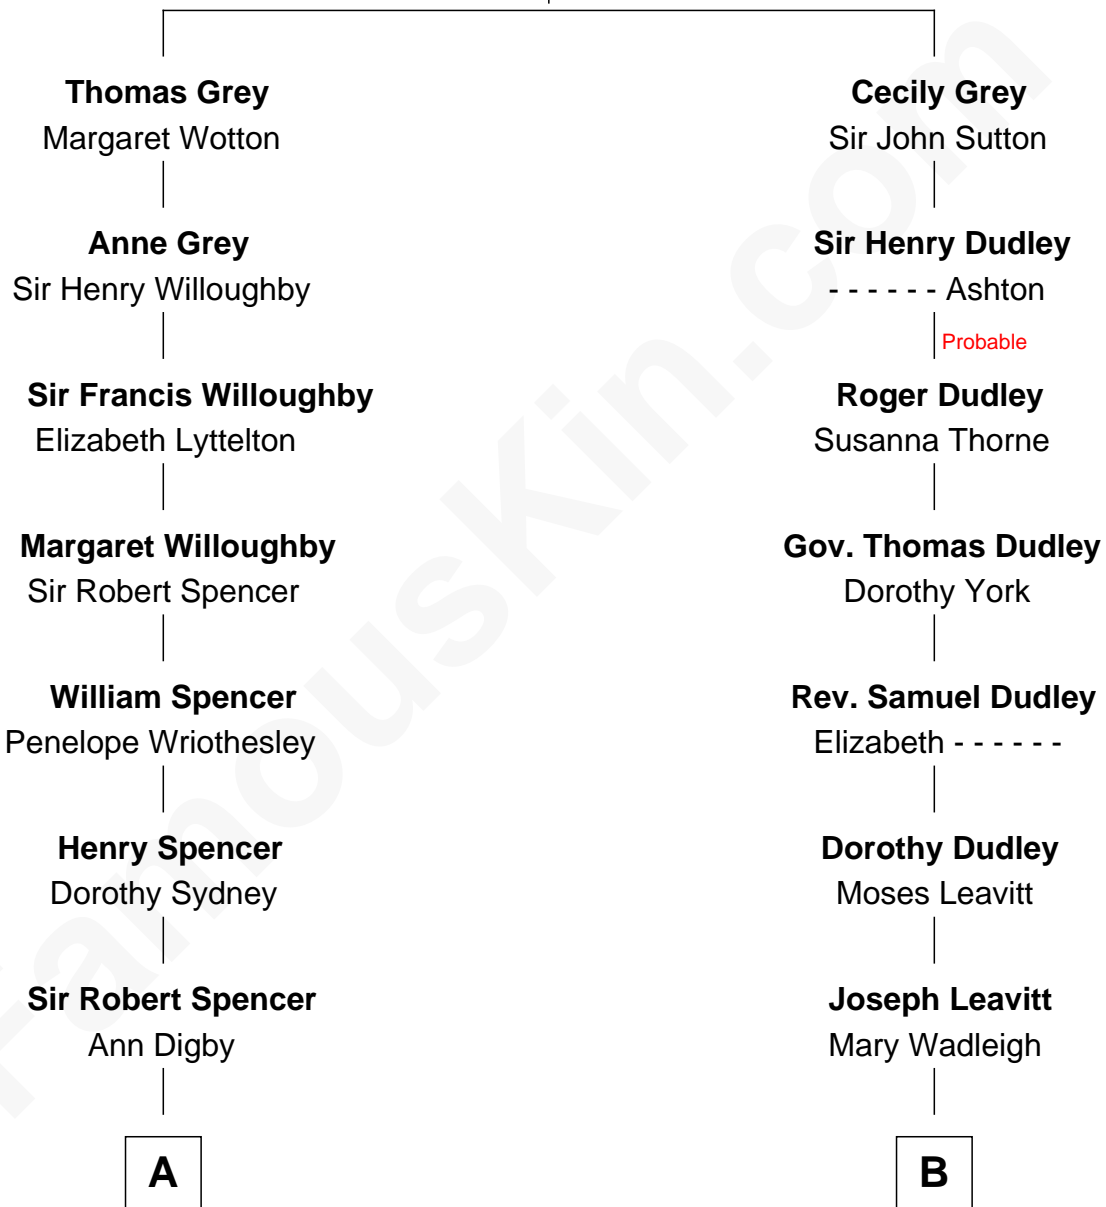 Thomas Grey
Margaret Wotton
Anne Grey
Sir Henry Willoughby
Sir Francis Willoughby
Elizabeth Lyttelton
Margaret Willoughby
Sir Robert Spencer
William Spencer
Penelope Wriothesley
Henry Spencer
Dorothy Sydney
Sir Robert Spencer
Ann Digby
A
Cecily Grey
Sir John Sutton
Sir Henry Dudley
- - - - - - Ashton
Probable
Roger Dudley
Susanna Thorne
Gov. Thomas Dudley
Dorothy York
Rev. Samuel Dudley
Elizabeth - - - - - -
Dorothy Dudley
Moses Leavitt
Joseph Leavitt
Mary Wadleigh
B
FamousKin.com